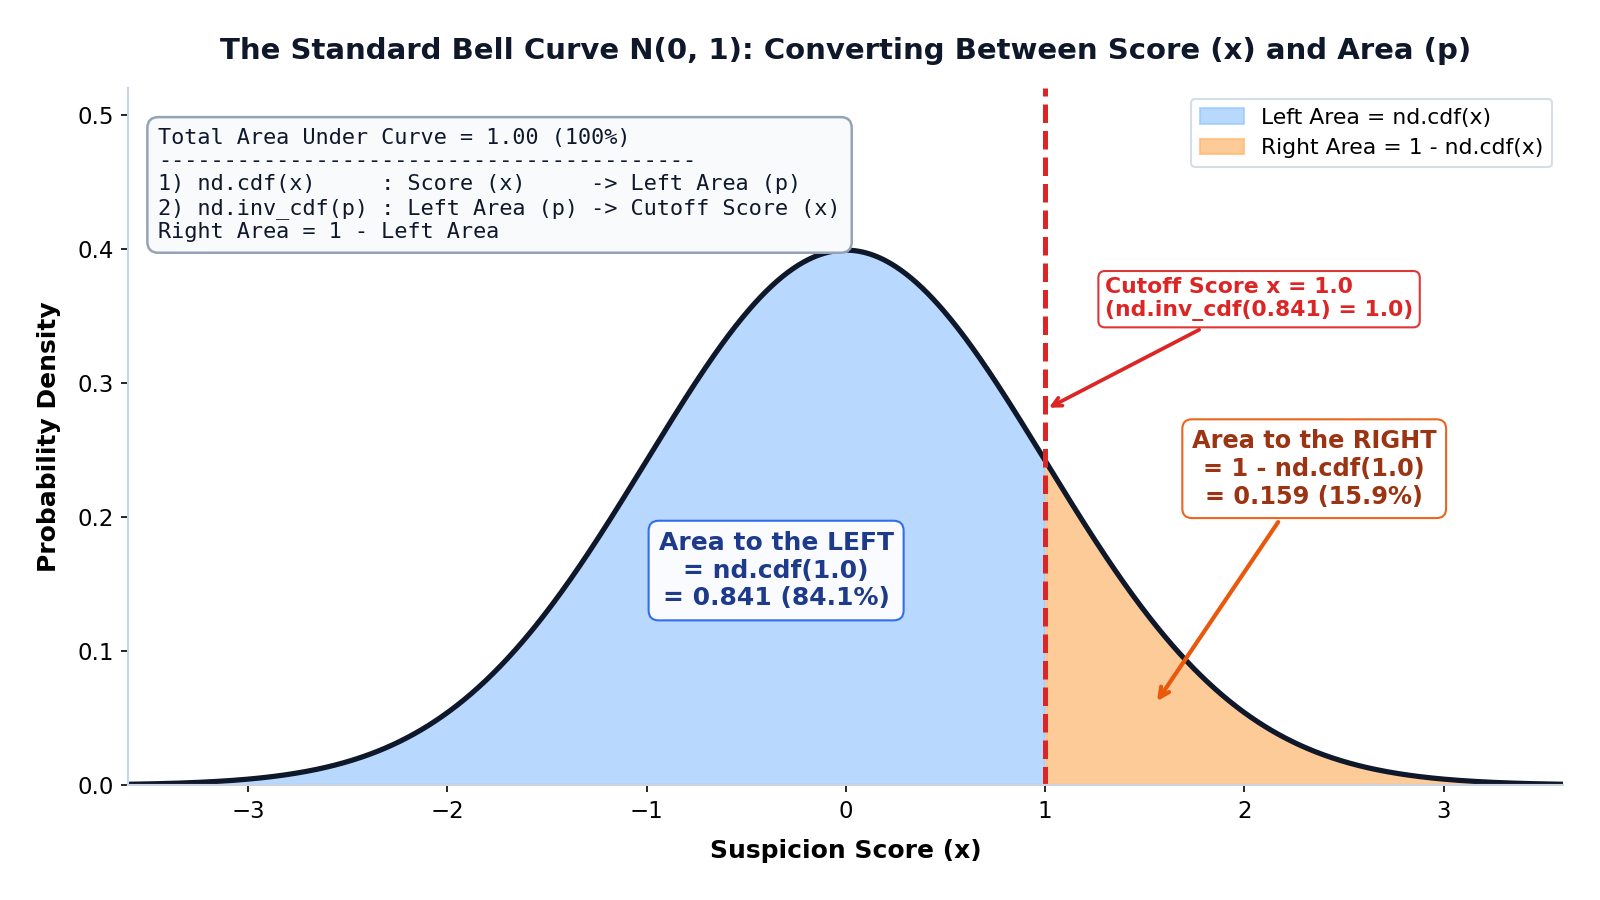 The Standard Bell Curve N(0, 1): Converting Between Score (x) and Area (p)
Total Area Under Curve = 1.00 (100%)
-----------------------------------------
1) nd.cdf(x)     : Score (x)     -> Left Area (p)
2) nd.inv_cdf(p) : Left Area (p) -> Cutoff Score (x)
Right Area = 1 - Left Area
Left Area = nd.cdf(x)
Right Area = 1 - nd.cdf(x)
Cutoff Score x = 1.0
(nd.inv_cdf(0.841) = 1.0)
Area to the RIGHT
= 1 - nd.cdf(1.0)
= 0.159 (15.9%)
Area to the LEFT
= nd.cdf(1.0)
= 0.841 (84.1%)
Probability Density
0.5
0.4
0.3
0.2
0.1
0.0
−3 −2 −1 0 1 2 3
Suspicion Score (x)